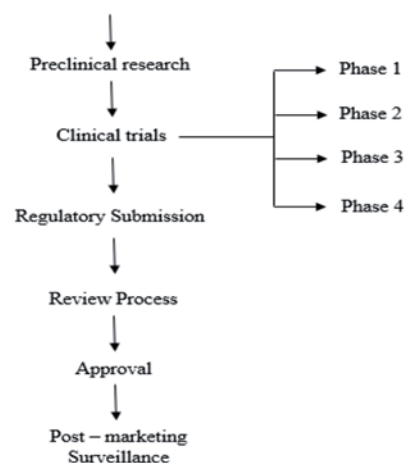 Preclinical research
Phase 1
Clinical trials
Phase 2
Phase 3
Phase 4
Regulatory Submission
Review Process
Approval
Post – marketing
Surveillance